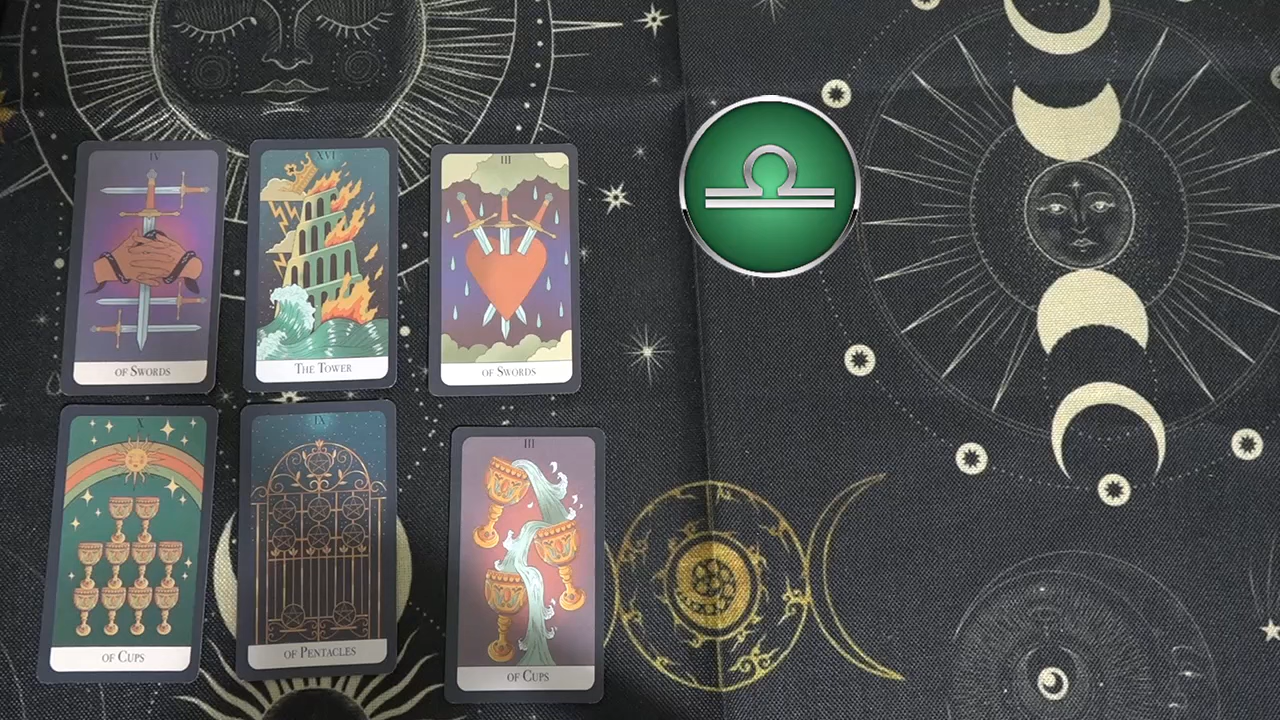 IV
OF SWORDS
XVI
THE TOWER
III
OF SWORDS
X
OF CUPS
IX
OF PENTACLES
III
OF CUPS